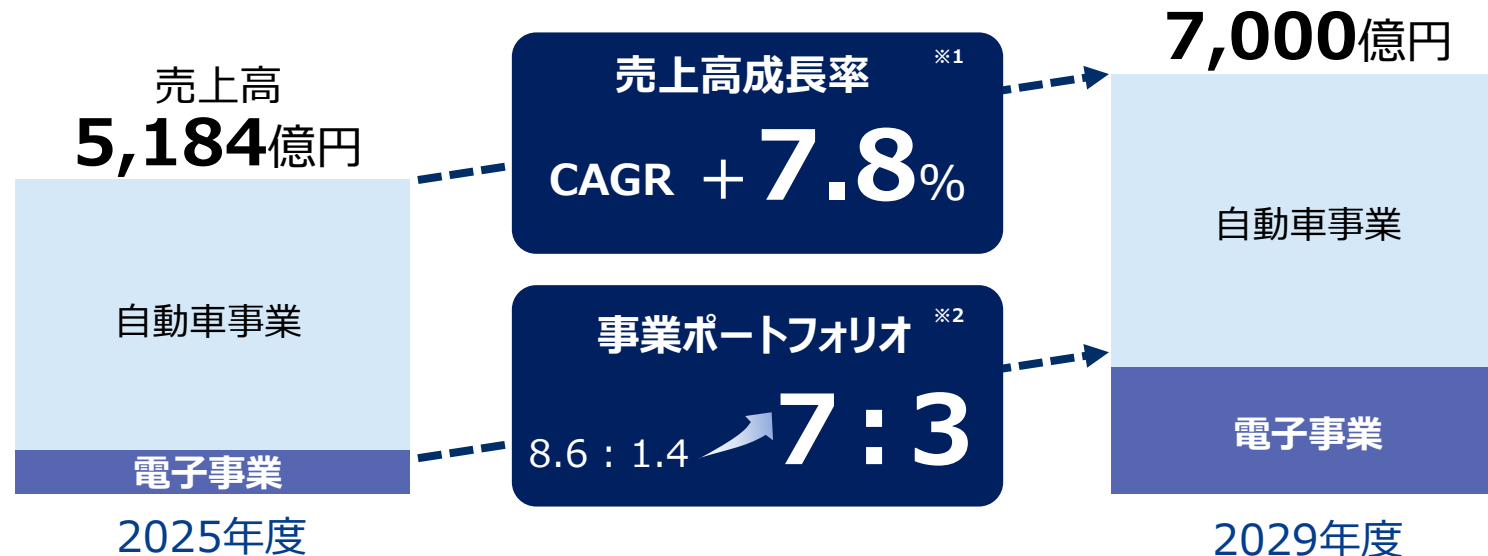 売上高
5,184億円
自動車事業
電子事業
2025年度
売上高成長率 ※1
CAGR +7.8%
事業ポートフォリオ ※2
8.6:1.4 7:3
7,000億円
自動車事業
電子事業
2029年度